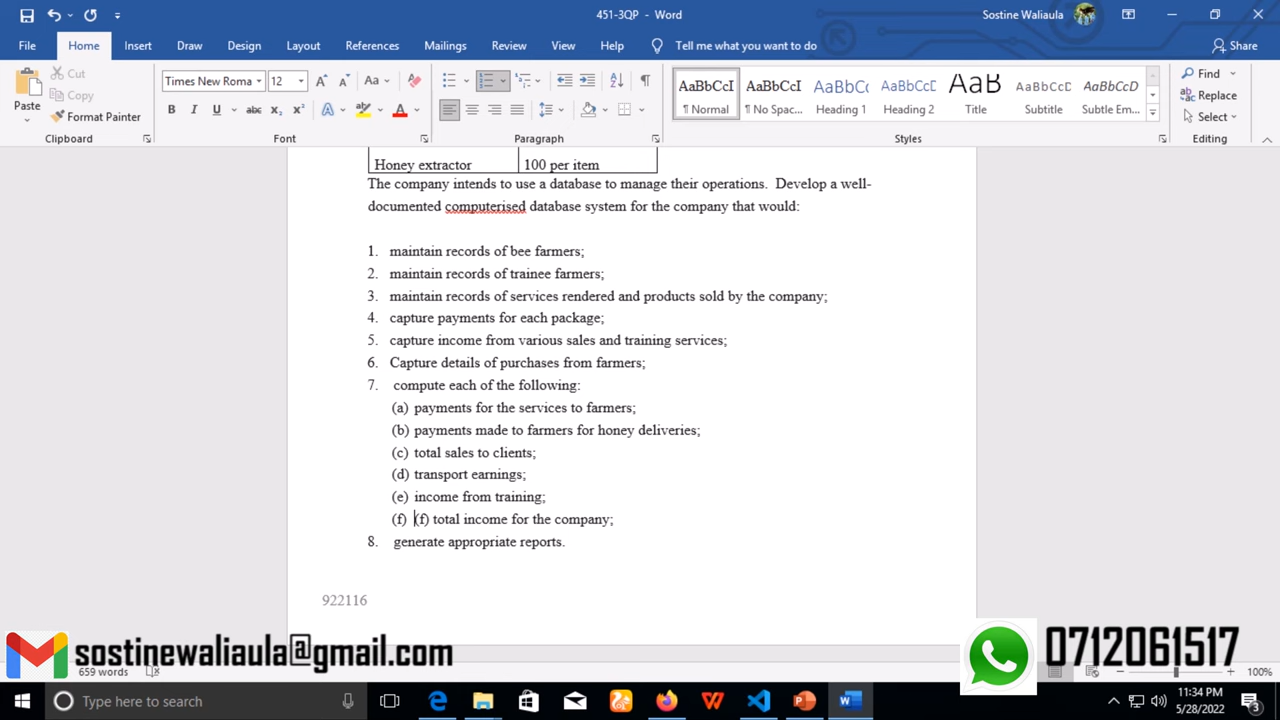 451-3QP - Word
Sostine Waliaula
File Home Insert Draw Design Layout References Mailings Review View Help Tell me what you want to do Share
Paste
Cut
Copy
Format Painter
Clipboard
Times New Roma 12
Font
Paragraph
AaBbCcI AaBbCcI AaBbCc AaBbCcE AaB AaBbCcD AaBbCcD
¶ Normal ¶ No Spac... Heading 1 Heading 2 Title Subtitle Subtle Em...
Styles
Find
Replace
Select
Editing
Honey extractor 100 per item
The company intends to use a database to manage their operations. Develop a well-
documented computerised database system for the company that would:
1. maintain records of bee farmers;
2. maintain records of trainee farmers;
3. maintain records of services rendered and products sold by the company;
4. capture payments for each package;
5. capture income from various sales and training services;
6. Capture details of purchases from farmers;
7. compute each of the following:
(a) payments for the services to farmers;
(b) payments made to farmers for honey deliveries;
(c) total sales to clients;
(d) transport earnings;
(e) income from training;
(f) (f) total income for the company;
8. generate appropriate reports.
922116
sostinewaliaula@gmail.com
0712061517
659 words
100%
Type here to search
11:34 PM
5/28/2022
3